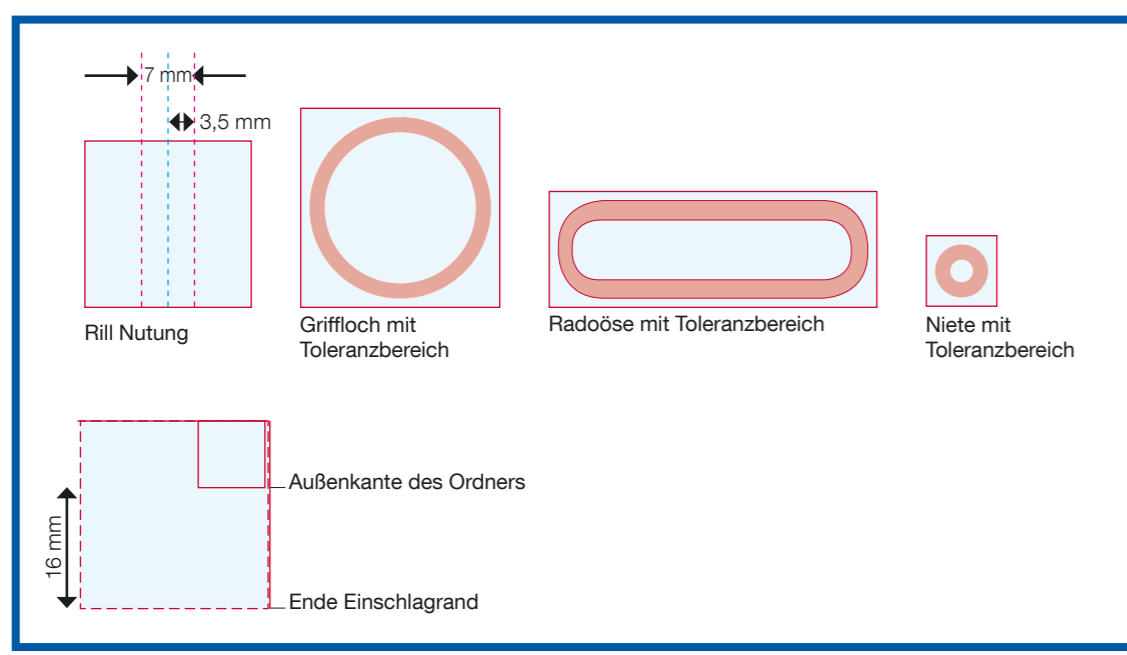 7 mm
3,5 mm
Rill Nutung
Griffloch mit
Toleranzbereich
Radoöse mit Toleranzbereich
Niete mit
Toleranzbereich
Außenkante des Ordners
16 mm
Ende Einschlagrand